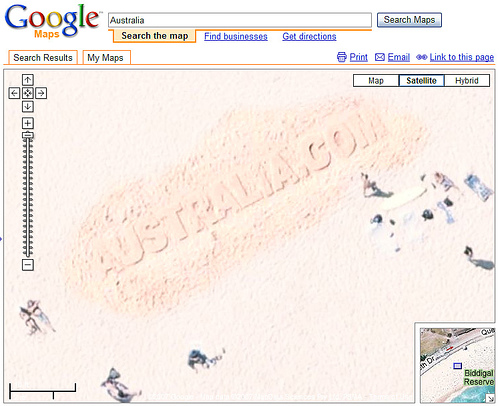 Google™
Maps
Australia
Search Maps
Search the map Find businesses Get directions
Search Results My Maps
Print Email Link to this page
Map Satellite Hybrid
AUSTRALIA.COM
Biddigal
Reserve